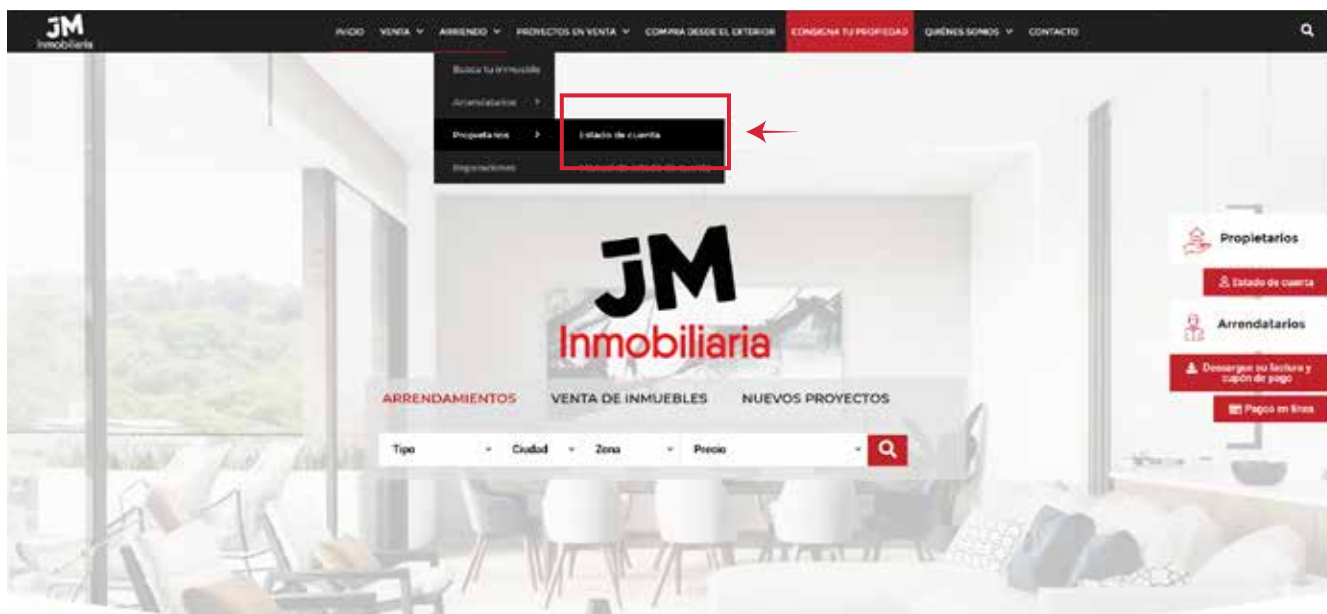 JM
Inmobiliaria
INICIO VENTA ARRIENDO PROYECTOS EN VENTA COMPRA DESDE EL EXTERIOR CONSIGNA TU PROPIEDAD QUIÉNES SOMOS CONTACTO
Busca tu inmueble
Arrendatarios
Propietarios Estado de cuenta
Reparaciones
JM
Inmobiliaria
Propietarios
Estado de cuenta
Arrendatarios
Descargue su factura y
cupón de pago
Pagos en línea
ARRENDAMIENTOS VENTA DE INMUEBLES NUEVOS PROYECTOS
Tipo Ciudad Zona Precio